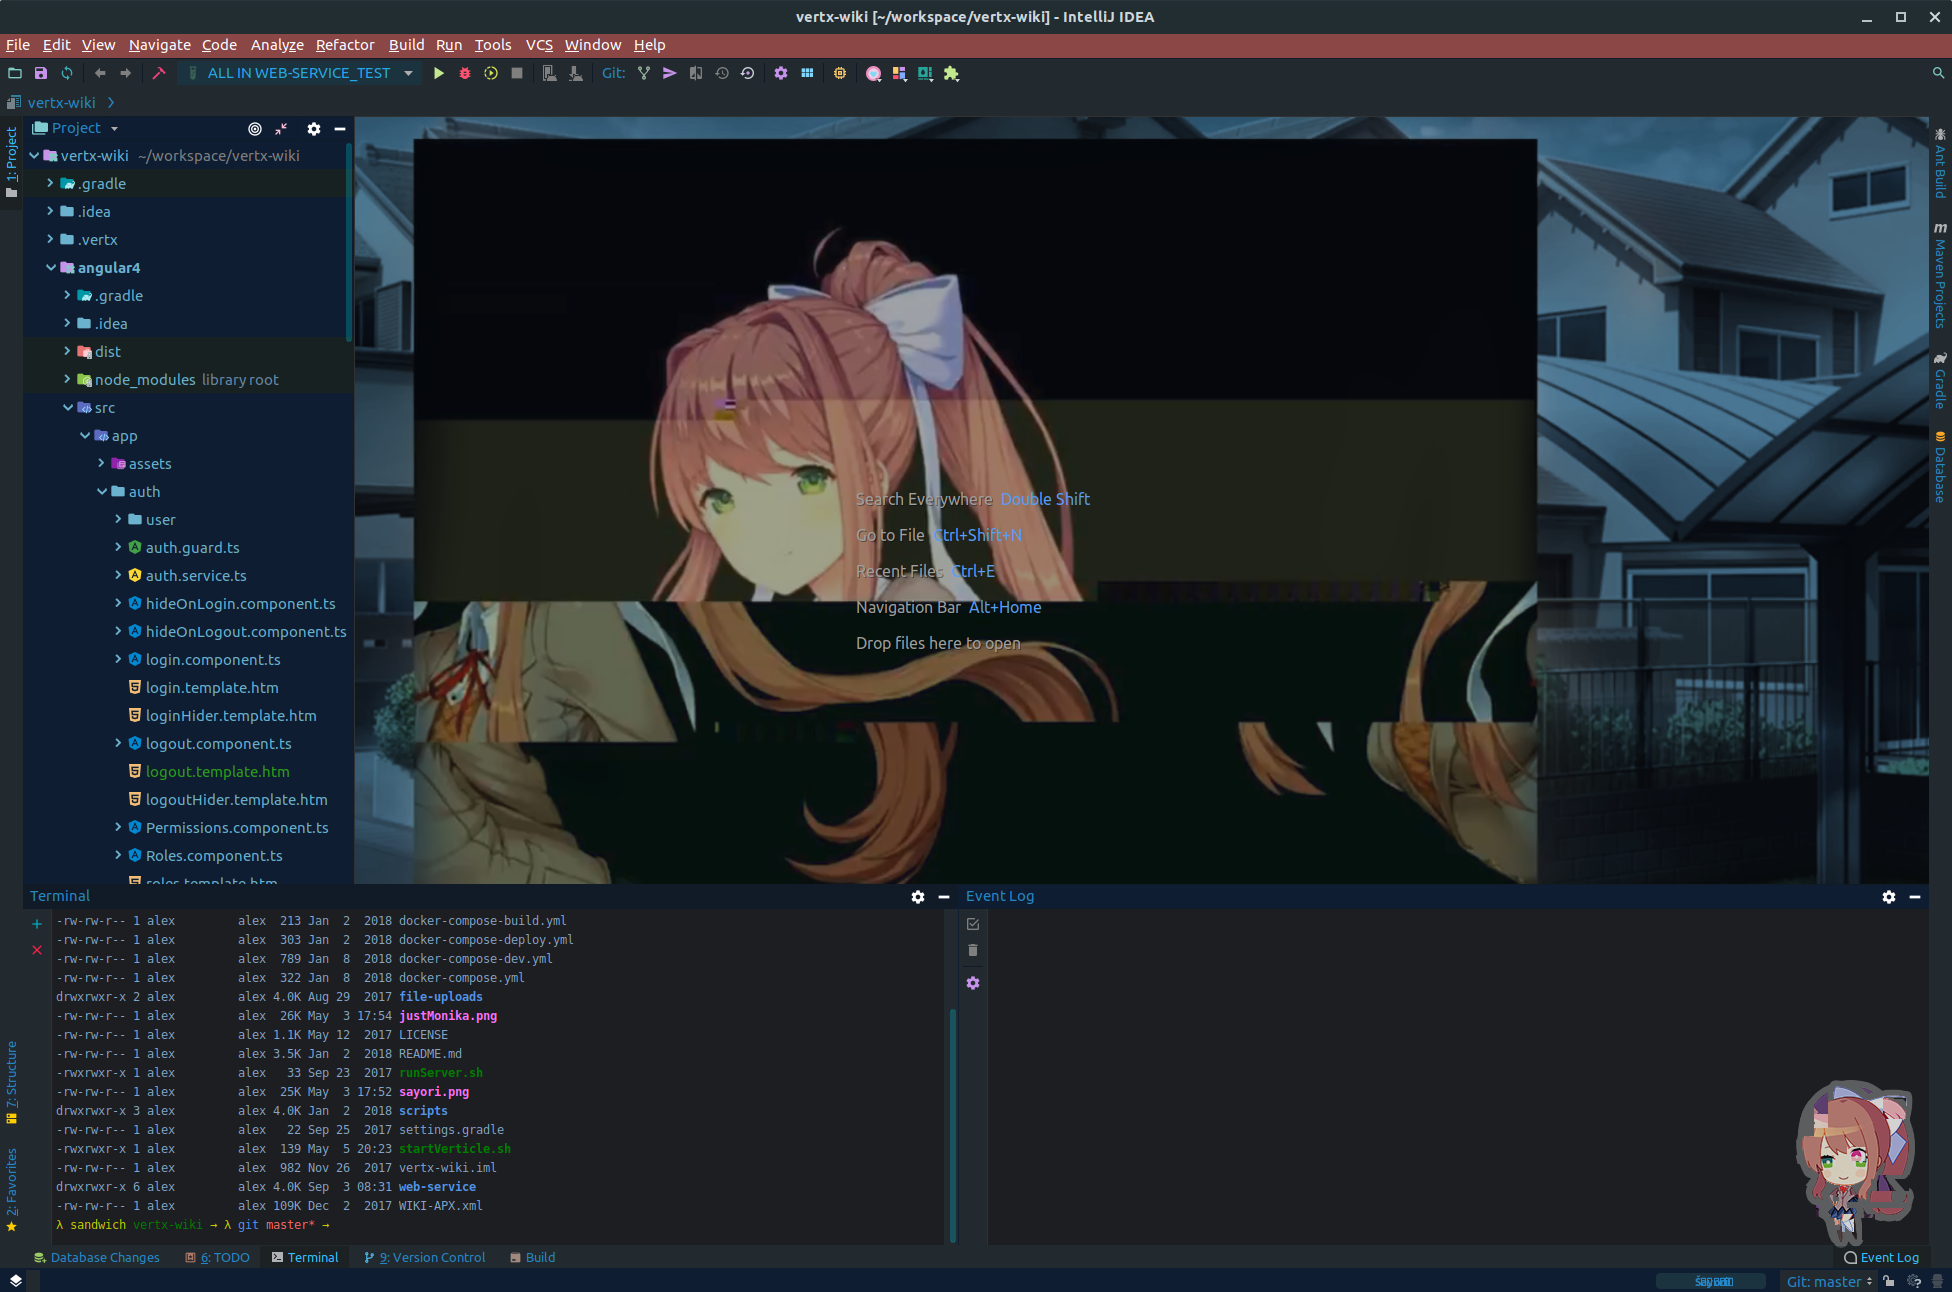 vertx-wiki [~/workspace/vertx-wiki] - IntelliJ IDEA
File Edit View Navigate Code Analyze Refactor Build Run Tools VCS Window Help
ALL IN WEB-SERVICE_TEST Git:
vertx-wiki
Project
1: Project
vertx-wiki ~/workspace/vertx-wiki
.gradle
.idea
.vertx
angular4
.gradle
.idea
dist
node_modules library root
src
app
assets
auth
user
auth.guard.ts
auth.service.ts
hideOnLogin.component.ts
hideOnLogout.component.ts
login.component.ts
login.template.htm
loginHider.template.htm
logout.component.ts
logout.template.htm
logoutHider.template.htm
Permissions.component.ts
Roles.component.ts
roles.template.htm
Search Everywhere Double Shift
Go to File Ctrl+Shift+N
Recent Files Ctrl+E
Navigation Bar Alt+Home
Drop files here to open
Ant Build
m Maven Projects
Gradle
Database
Terminal
-rw-rw-r-- 1 alex alex 213 Jan 2 2018 docker-compose-build.yml
-rw-rw-r-- 1 alex alex 303 Jan 2 2018 docker-compose-deploy.yml
-rw-rw-r-- 1 alex alex 789 Jan 8 2018 docker-compose-dev.yml
-rw-rw-r-- 1 alex alex 322 Jan 8 2018 docker-compose.yml
drwxrwxr-x 2 alex alex 4.0K Aug 29 2017 file-uploads
-rw-rw-r-- 1 alex alex 26K May 3 17:54 justMonika.png
-rw-rw-r-- 1 alex alex 1.1K May 12 2017 LICENSE
-rw-rw-r-- 1 alex alex 3.5K Jan 2 2018 README.md
-rwxrwxr-x 1 alex alex 33 Sep 23 2017 runServer.sh
-rw-rw-r-- 1 alex alex 25K May 3 17:52 sayori.png
drwxrwxr-x 3 alex alex 4.0K Jan 2 2018 scripts
-rw-rw-r-- 1 alex alex 22 Sep 25 2017 settings.gradle
-rwxrwxr-x 1 alex alex 139 May 5 20:23 startVerticle.sh
-rw-rw-r-- 1 alex alex 982 Nov 26 2017 vertx-wiki.iml
drwxrwxr-x 6 alex alex 4.0K Sep 3 08:31 web-service
-rw-rw-r-- 1 alex alex 109K Dec 2 2017 WIKI-APX.xml
λ sandwich vertx-wiki → λ git master* →
Event Log
7: Structure
2: Favorites
Database Changes 6: TODO Terminal 9: Version Control Build Event Log
Git: master